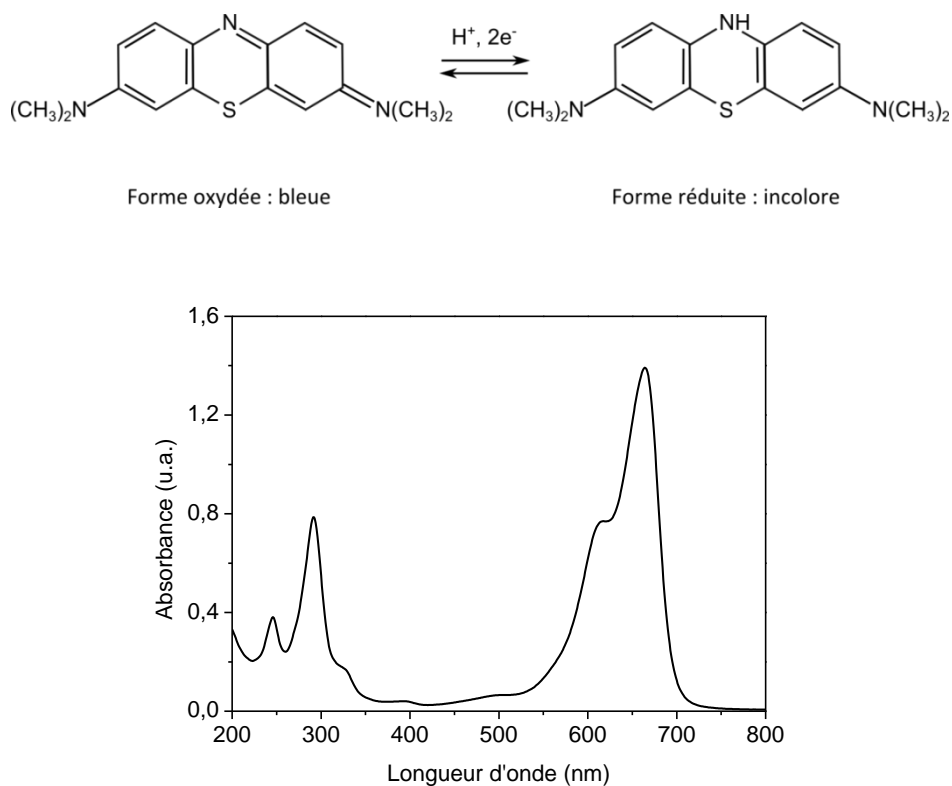 N NH
H⁺, 2e⁻
(CH₃)₂N S N(CH₃)₂ (CH₃)₂N S N(CH₃)₂
Forme oxydée : bleue Forme réduite : incolore
1,6
1,2
0,8
0,4
0,0
Absorbance (u.a.)
200 300 400 500 600 700 800
Longueur d'onde (nm)